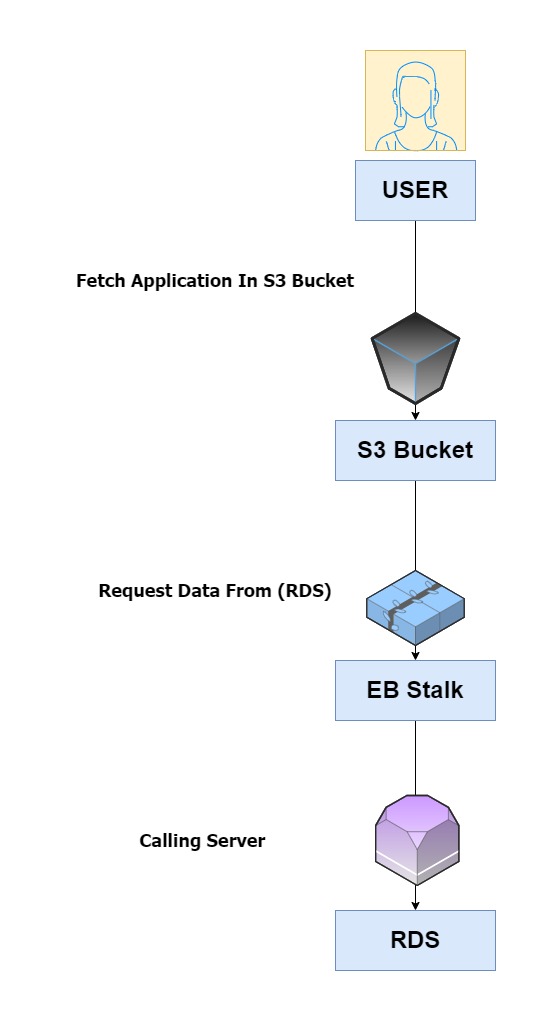 USER
Fetch Application In S3 Bucket
S3 Bucket
Request Data From (RDS)
EB Stalk
Calling Server
RDS